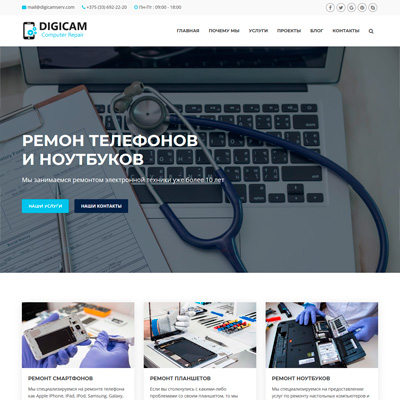 mail@digicamserv.com +375 (33) 692-22-20 Пн-Пт : 09:00 - 18:00
DIGICAM
Computer Repair
ГЛАВНАЯ ПОЧЕМУ МЫ УСЛУГИ ПРОЕКТЫ БЛОГ КОНТАКТЫ
РЕМОН ТЕЛЕФОНОВ
И НОУТБУКОВ
Мы занимаемся ремонтом электронной техники уже более 10 лет
НАШИ УСЛУГИ НАШИ КОНТАКТЫ
РЕМОНТ СМАРТФОНОВ
Мы специализируемся на ремонте телефона
как Apple iPhone, iPad, iPod, Samsung, Galaxy,
РЕМОНТ ПЛАНШЕТОВ
Если вы столкнулись с какими-либо
проблемами со своим планшетом, то мы
РЕМОНТ НОУТБУКОВ
Мы специализируемся на предоставлении
услуг по ремонту настольных компьютеров и